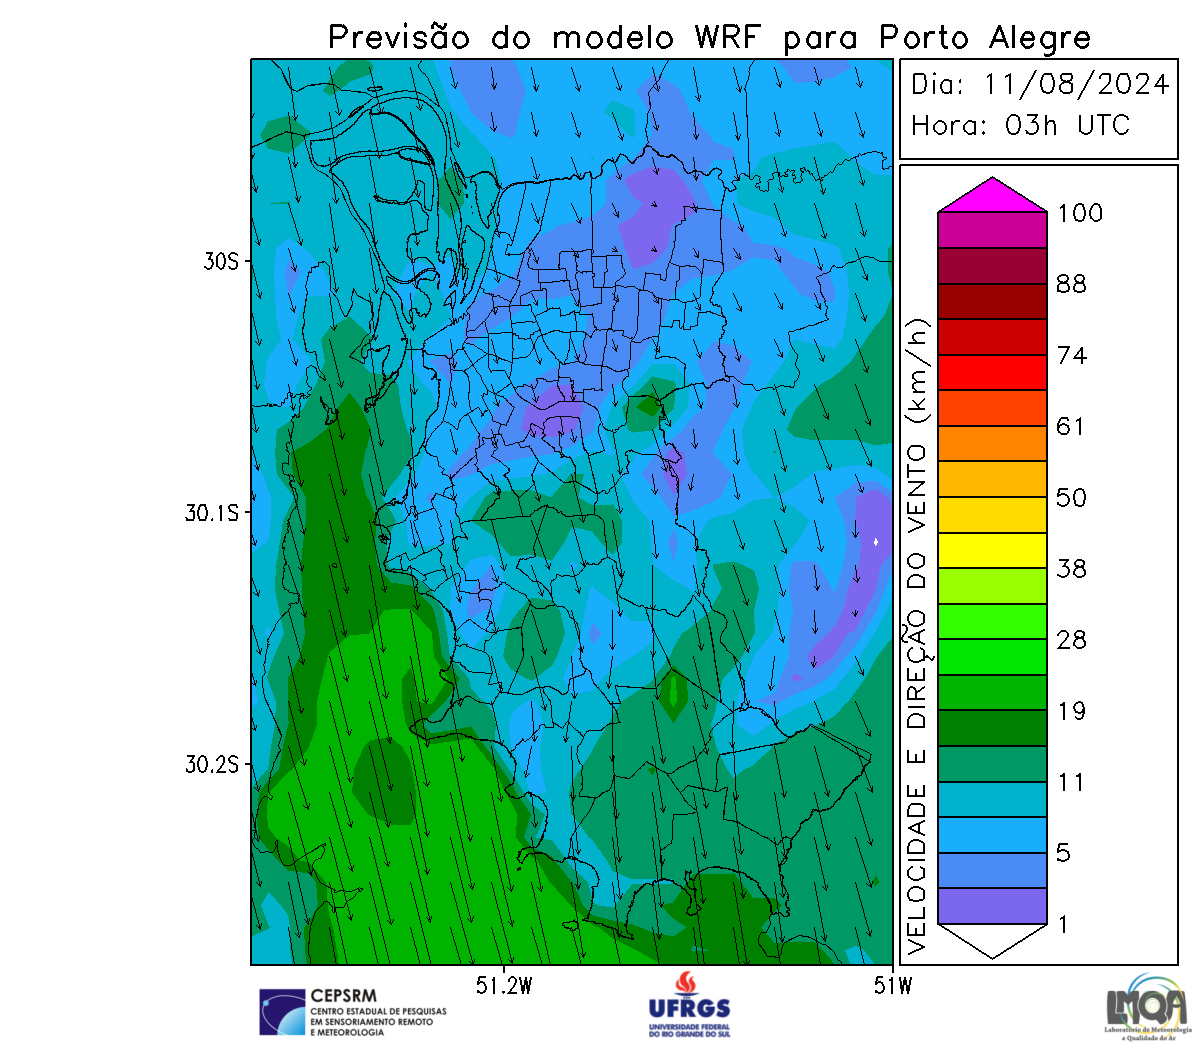 Previsão do modelo WRF para Porto Alegre
Dia: 11/08/2024
Hora: 03h UTC
30S
30.1S
30.2S
51.2W
51W
VELOCIDADE E DIREÇÃO DO VENTO (km/h)
100
88
74
61
50
38
28
19
11
5
1
CEPSRM
CENTRO ESTADUAL DE PESQUISAS
EM SENSORIAMENTO REMOTO
E METEOROLOGIA
UFRGS
UNIVERSIDADE FEDERAL
DO RIO GRANDE DO SUL
LMQA
Laboratório de Meteorologia
e Qualidade do Ar